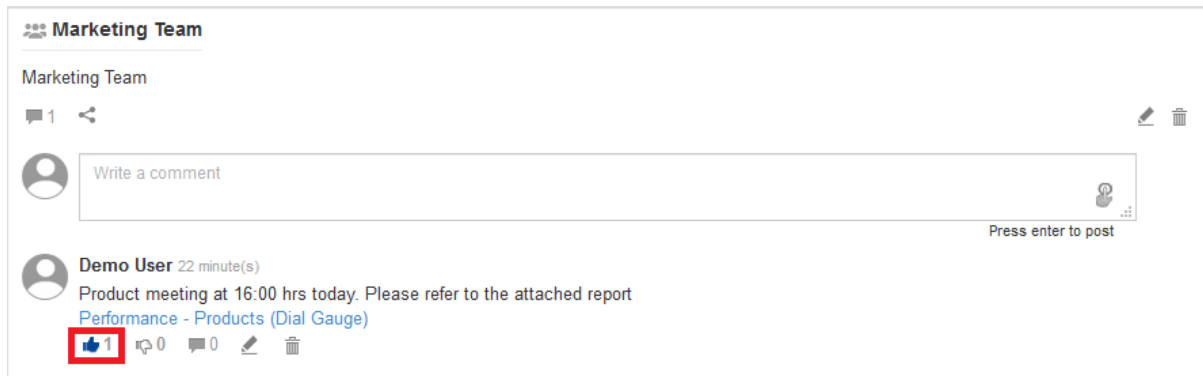 Marketing Team
Marketing Team
1
Write a comment
Press enter to post
Demo User 22 minute(s)
Product meeting at 16:00 hrs today. Please refer to the attached report
Performance - Products (Dial Gauge)
1 0 0